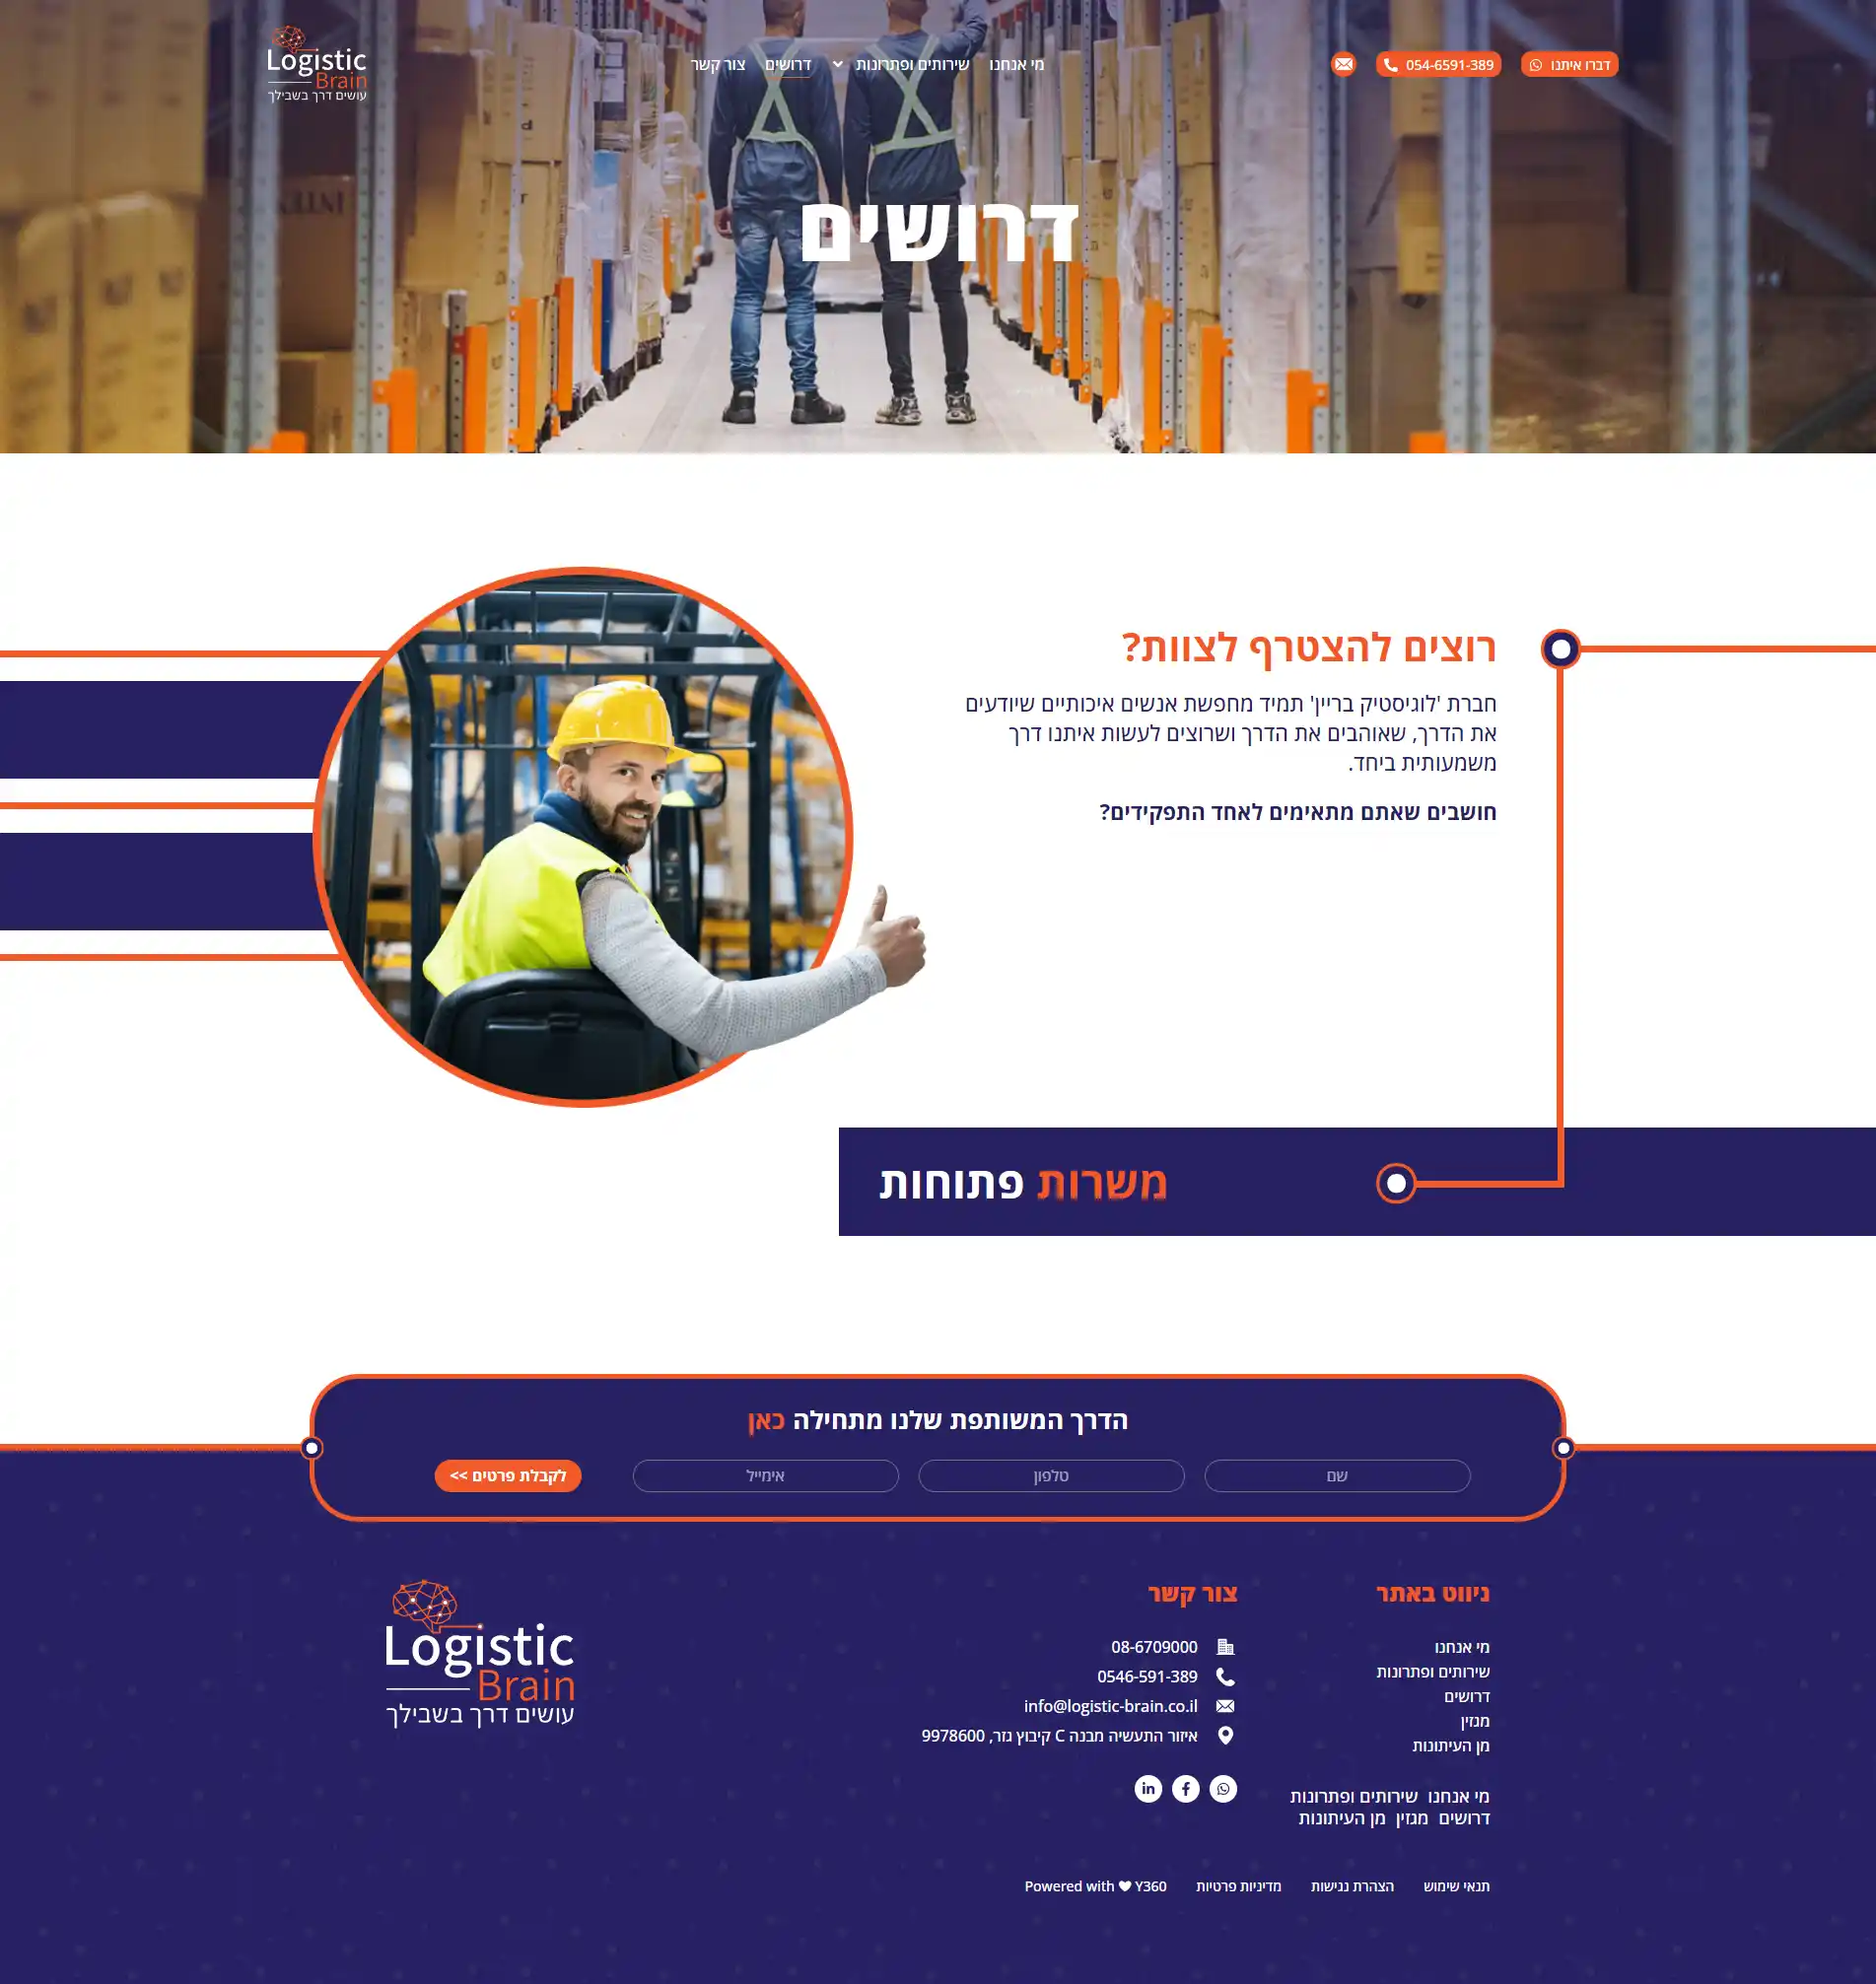 דברו איתנו
054-6591-389
מי אנחנו
שירותים ופתרונות
דרושים
צור קשר
Logistic
Brain
עושים דרך בשבילך
דרושים
רוצים להצטרף לצוות?
חברת 'לוגיסטיק בריין' תמיד מחפשת אנשים איכותיים שיודעים
את הדרך, שאוהבים את הדרך ושרוצים לעשות איתנו דרך
משמעותית ביחד.
חושבים שאתם מתאימים לאחד התפקידים?
משרות פתוחות
הדרך המשותפת שלנו מתחילה כאן
שם
טלפון
אימייל
לקבלת פרטים >>
ניווט באתר
מי אנחנו
שירותים ופתרונות
דרושים
מגזין
מן העיתונות
מי אנחנו שירותים ופתרונות
דרושים מגזין מן העיתונות
צור קשר
08-6709000
0546-591-389
info@logistic-brain.co.il
איזור התעשיה מבנה C קיבוץ גזר, 9978600
Logistic
Brain
עושים דרך בשבילך
תנאי שימוש
הצהרת נגישות
מדיניות פרטיות
Powered with ♥ Y360